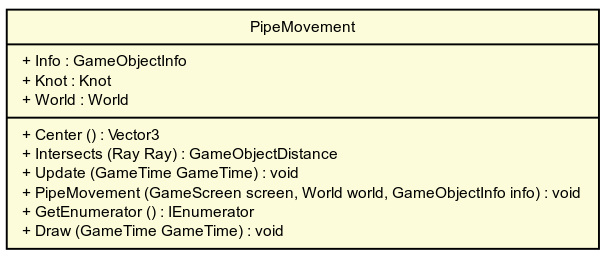 PipeMovement
+ Info : GameObjectInfo
+ Knot : Knot
+ World : World
+ Center () : Vector3
+ Intersects (Ray Ray) : GameObjectDistance
+ Update (GameTime GameTime) : void
+ PipeMovement (GameScreen screen, World world, GameObjectInfo info) : void
+ GetEnumerator () : IEnumerator
+ Draw (GameTime GameTime) : void